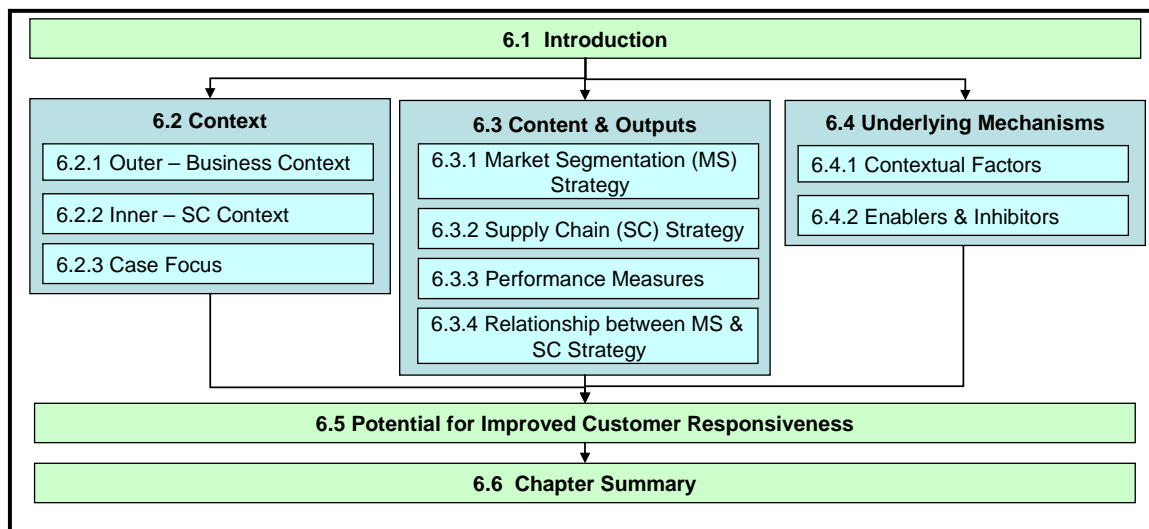 6.1  Introduction
6.2 Context
6.2.1 Outer – Business Context
6.2.2 Inner – SC Context
6.2.3 Case Focus
6.3 Content & Outputs
6.3.1 Market Segmentation (MS)
Strategy
6.3.2 Supply Chain (SC) Strategy
6.3.3 Performance Measures
6.3.4 Relationship between MS &
SC Strategy
6.4 Underlying Mechanisms
6.4.1 Contextual Factors
6.4.2 Enablers & Inhibitors
6.5 Potential for Improved Customer Responsiveness
6.6  Chapter Summary